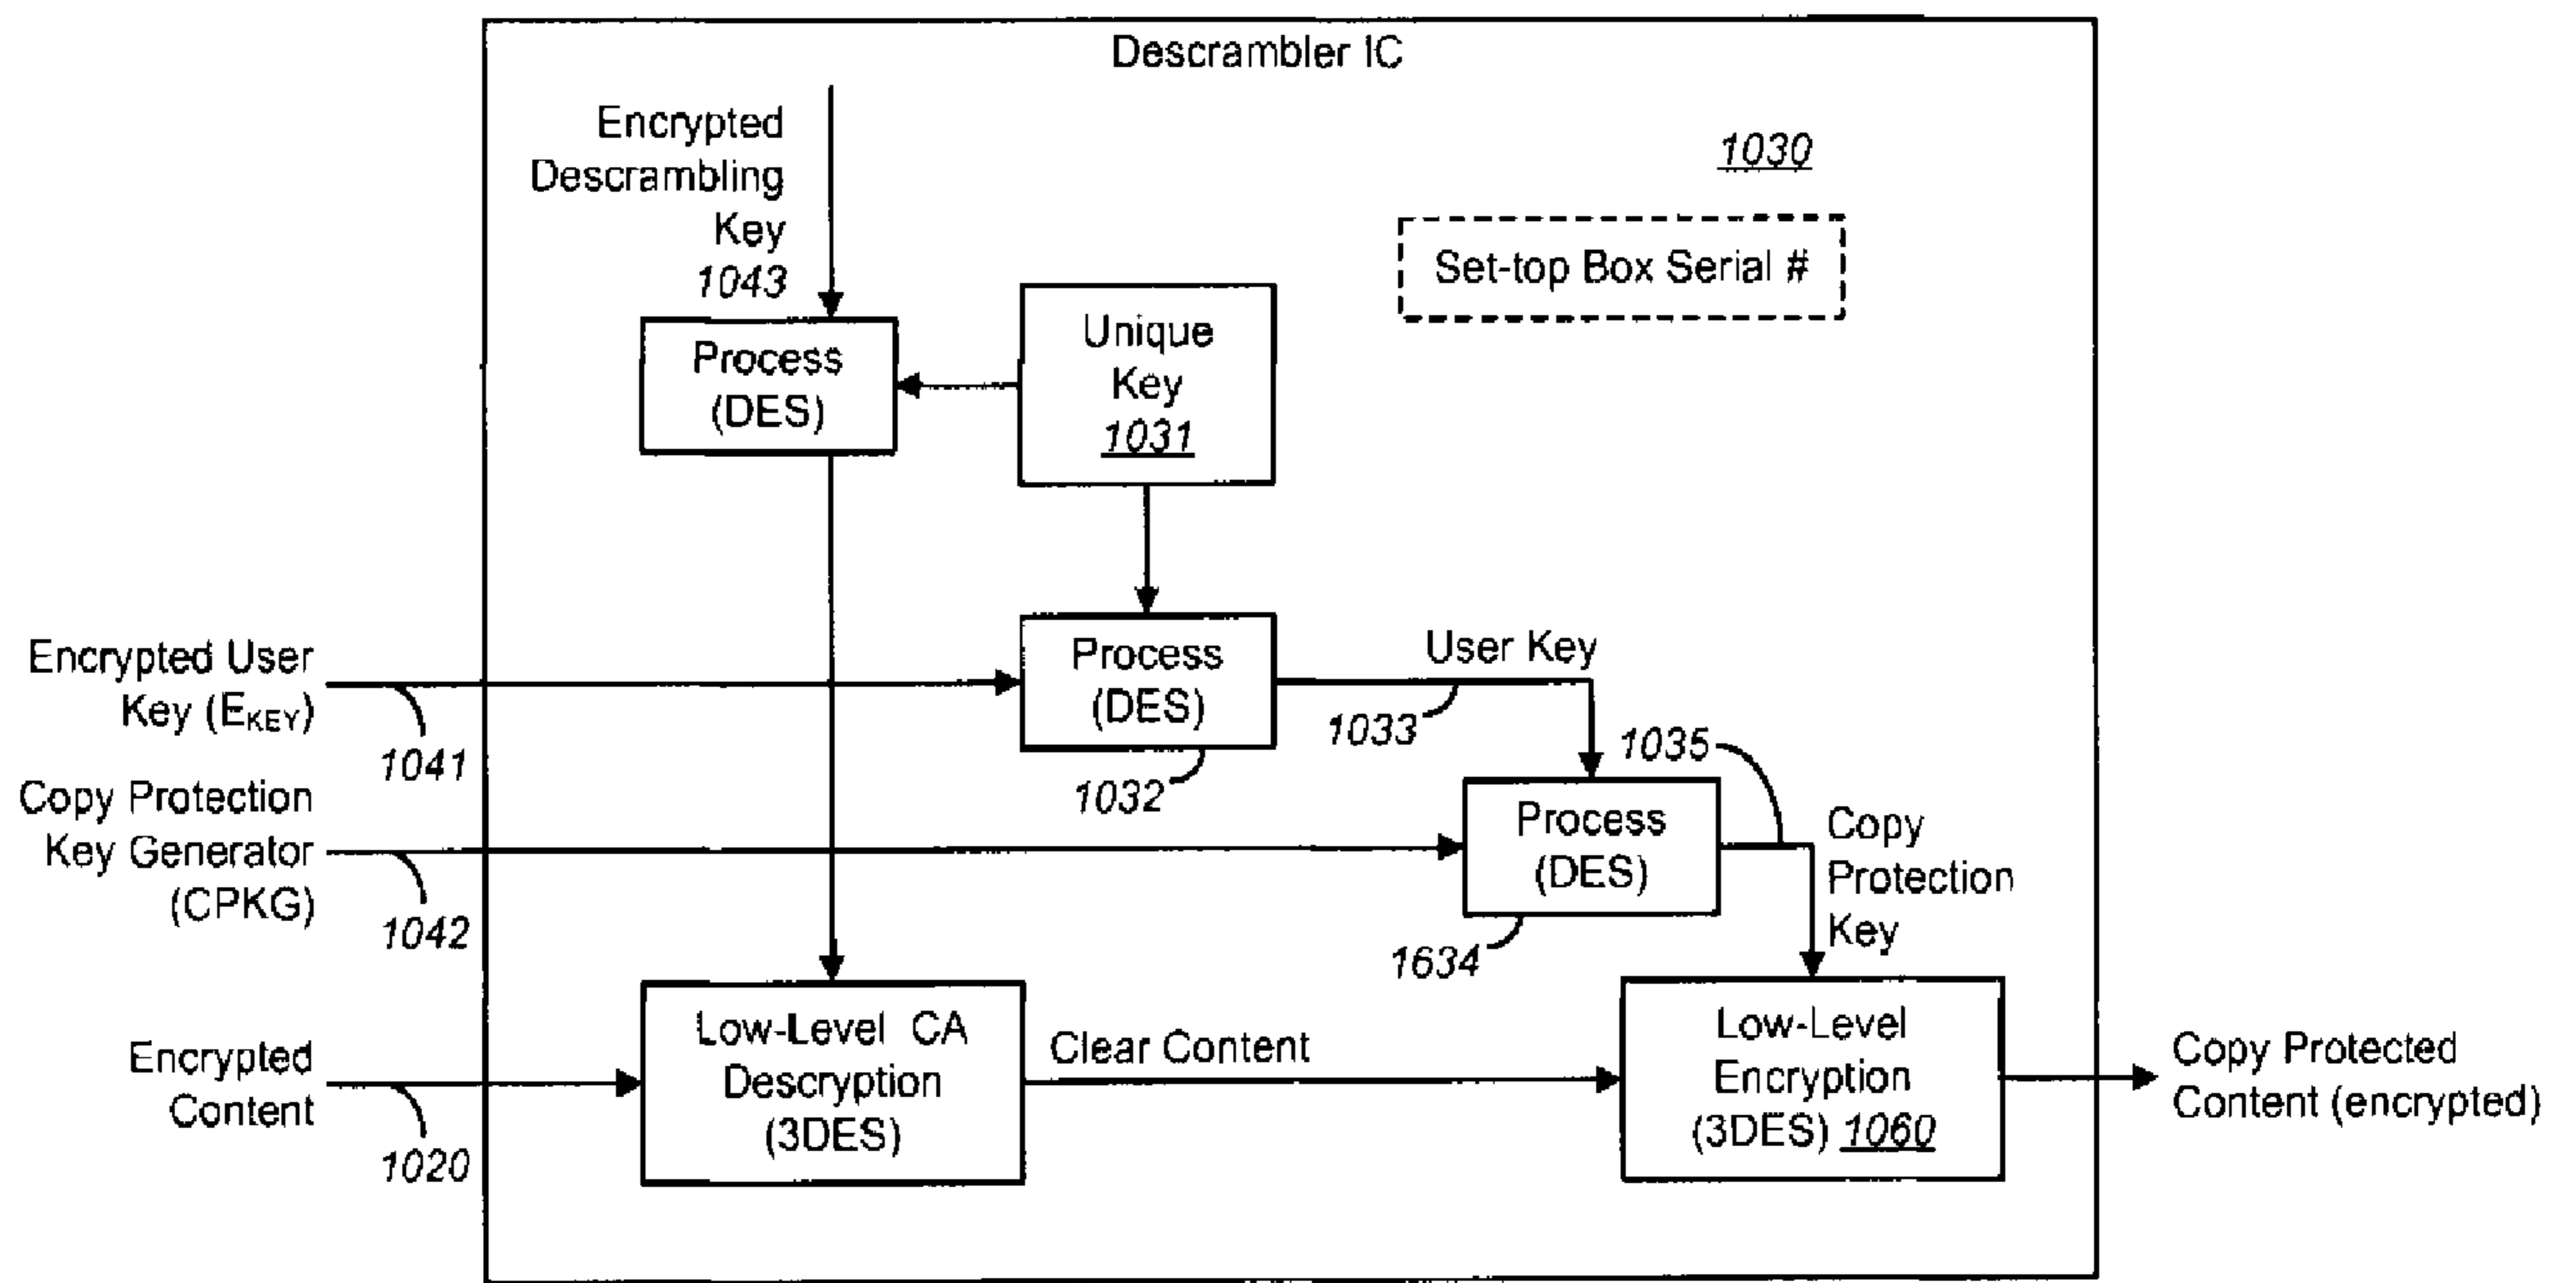 Descrambler IC
Encrypted
Descrambling
Key
1043
1030
Set-top Box Serial #
Process
(DES)
Unique
Key
1031
Encrypted User
Key (EKEY)
1041
Process
(DES)
1032
User Key
1033
1035
Copy Protection
Key Generator
(CPKG)
1042
Process
(DES)
1634
Copy
Protection
Key
Encrypted
Content
1020
Low-Level CA
Descryption
(3DES)
Clear Content
Low-Level
Encryption
(3DES) 1060
Copy Protected
Content (encrypted)